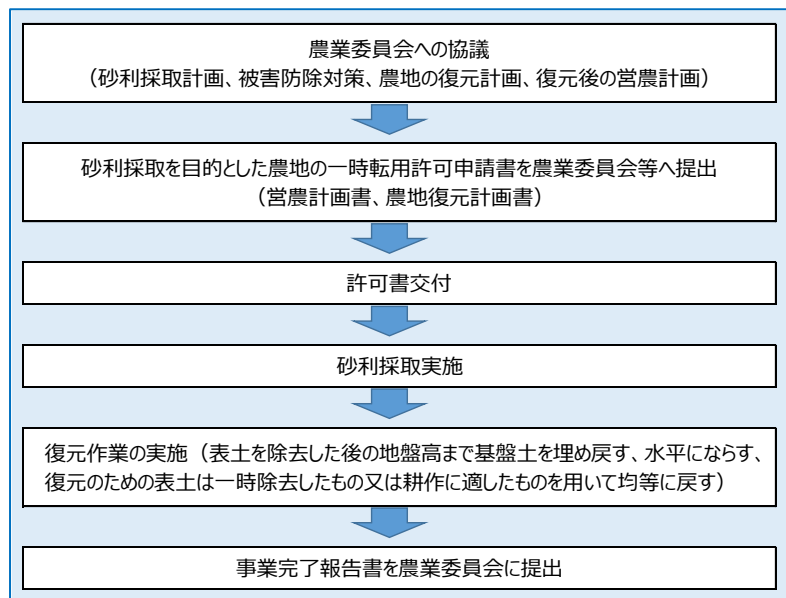 農業委員会への協議
（砂利採取計画、被害防除対策、農地の復元計画、復元後の営農計画）
砂利採取を目的とした農地の一時転用許可申請書を農業委員会等へ提出
（営農計画書、農地復元計画書）
許可書交付
砂利採取実施
復元作業の実施（表土を除去した後の地盤高まで基盤土を埋め戻す、水平にならす、
復元のための表土は一時除去したもの又は耕作に適したものを用いて均等に戻す）
事業完了報告書を農業委員会に提出